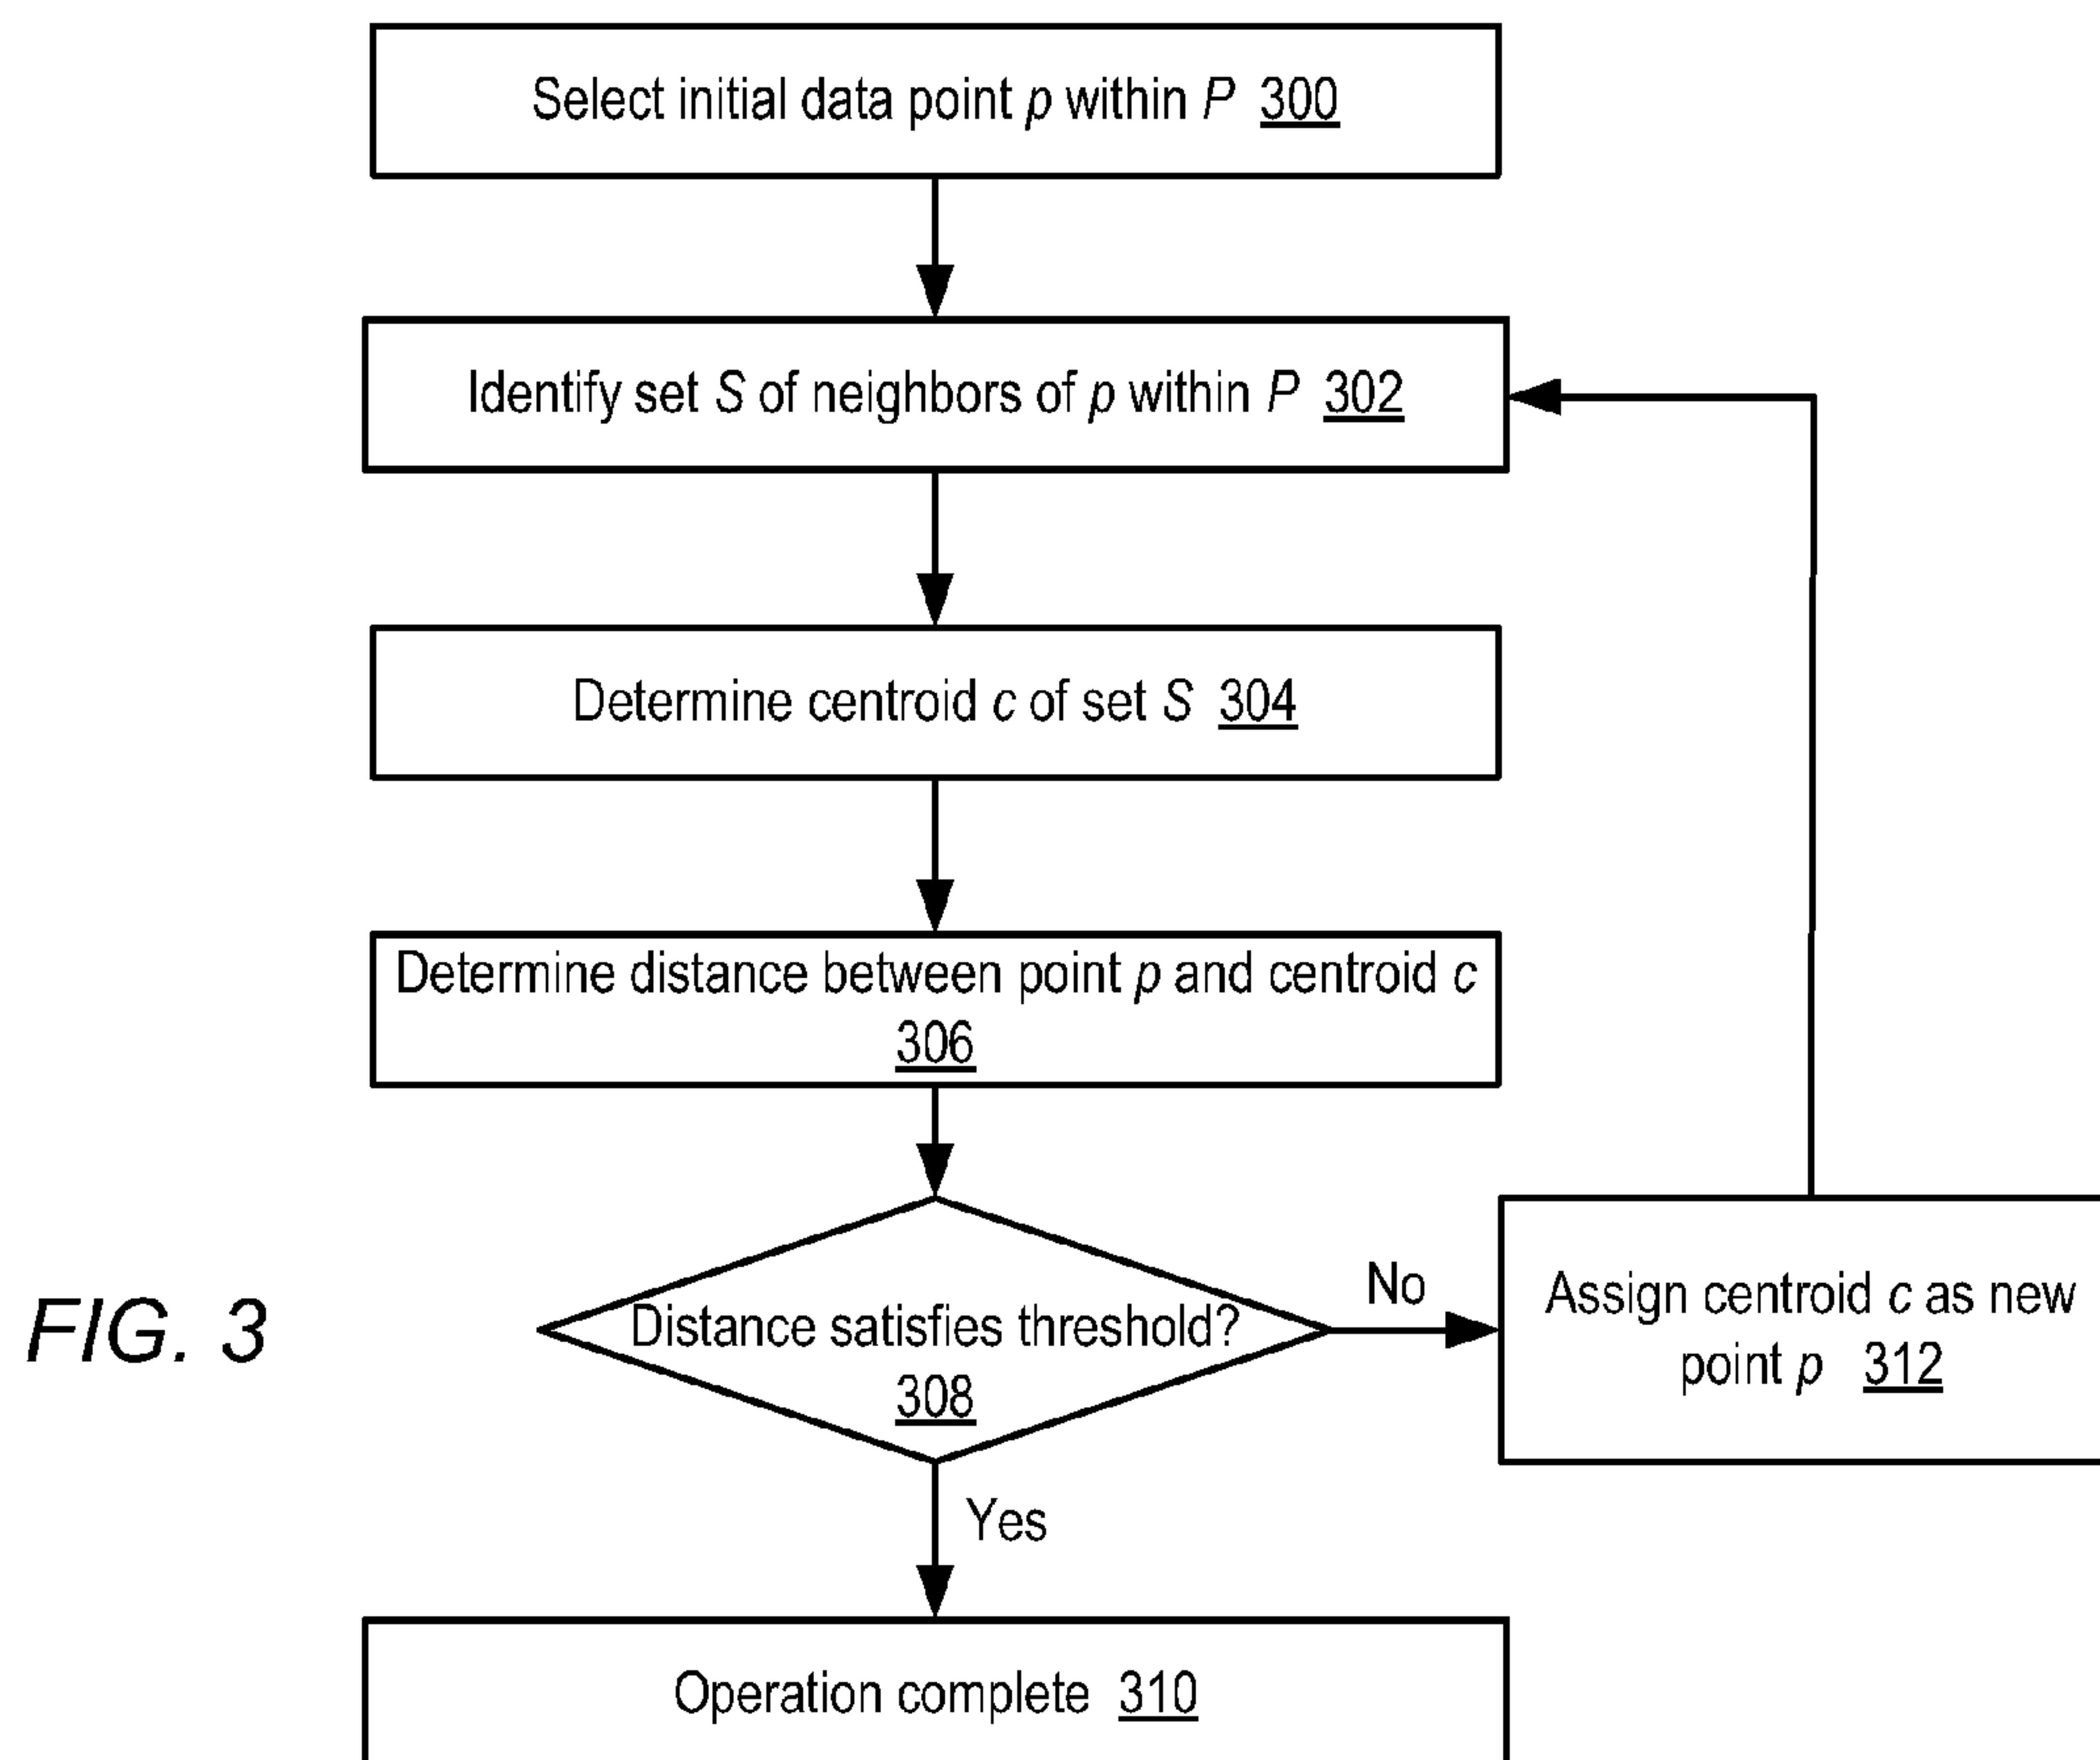 Select initial data point p within P 300
Identify set S of neighbors of p within P 302
Determine centroid c of set S 304
Determine distance between point p and centroid c
306
Distance satisfies threshold?
308
No
Assign centroid c as new
point p 312
Yes
Operation complete 310
FIG. 3